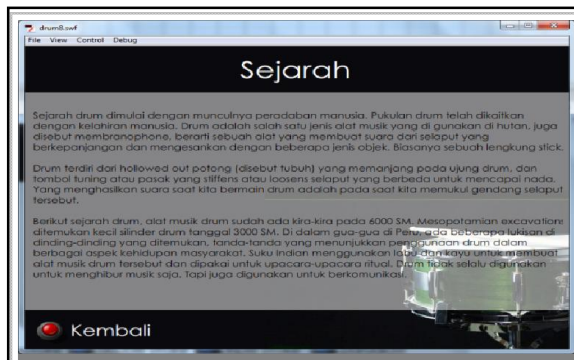 drum8.swf
File View Control Debug
Sejarah
Sejarah drum dimulai dengan munculnya peradaban manusia. Pukulan drum telah dikaitkan
dengan kelahiran manusia. Drum adalah salah satu jenis alat musik yang di gunakan di hutan, juga
disebut membranophone, berarti sebuah alat yang membuat suara dari selaput yang
berkepanjangan dan mengesankan dengan beberapa jenis objek. Biasanya sebuah lengkung stick.
Drum terdiri dari hollowed out potong (disebut tubuh) yang memanjang pada ujung drum, dan
tombol tuning atau pasak yang stiffens atau loosens selaput yang berbeda untuk mencapai nada.
Yang menghasilkan suara saat kita bermain drum adalah pada saat kita memukul gendang selaput
tersebut.
Berikut sejarah drum, alat musik drum sudah ada kira-kira pada 6000 SM. Mesopotamian excavations
ditemukan kecil silinder drum tanggal 3000 SM. Di dalam gua-gua di Peru, ada beberapa lukisan di
dinding-dinding yang ditemukan, tanda-tanda yang menunjukkan penggunaan drum dalam
berbagai aspek kehidupan masyarakat. Suku Indian menggunakan labu dan kayu untuk membuat
alat musik drum tersebut dan dipakai untuk upacara-upacara ritual. Drum tidak selalu digunakan
untuk menghibur musik saja. Tapi juga digunakan untuk berkomunikasi.
Kembali